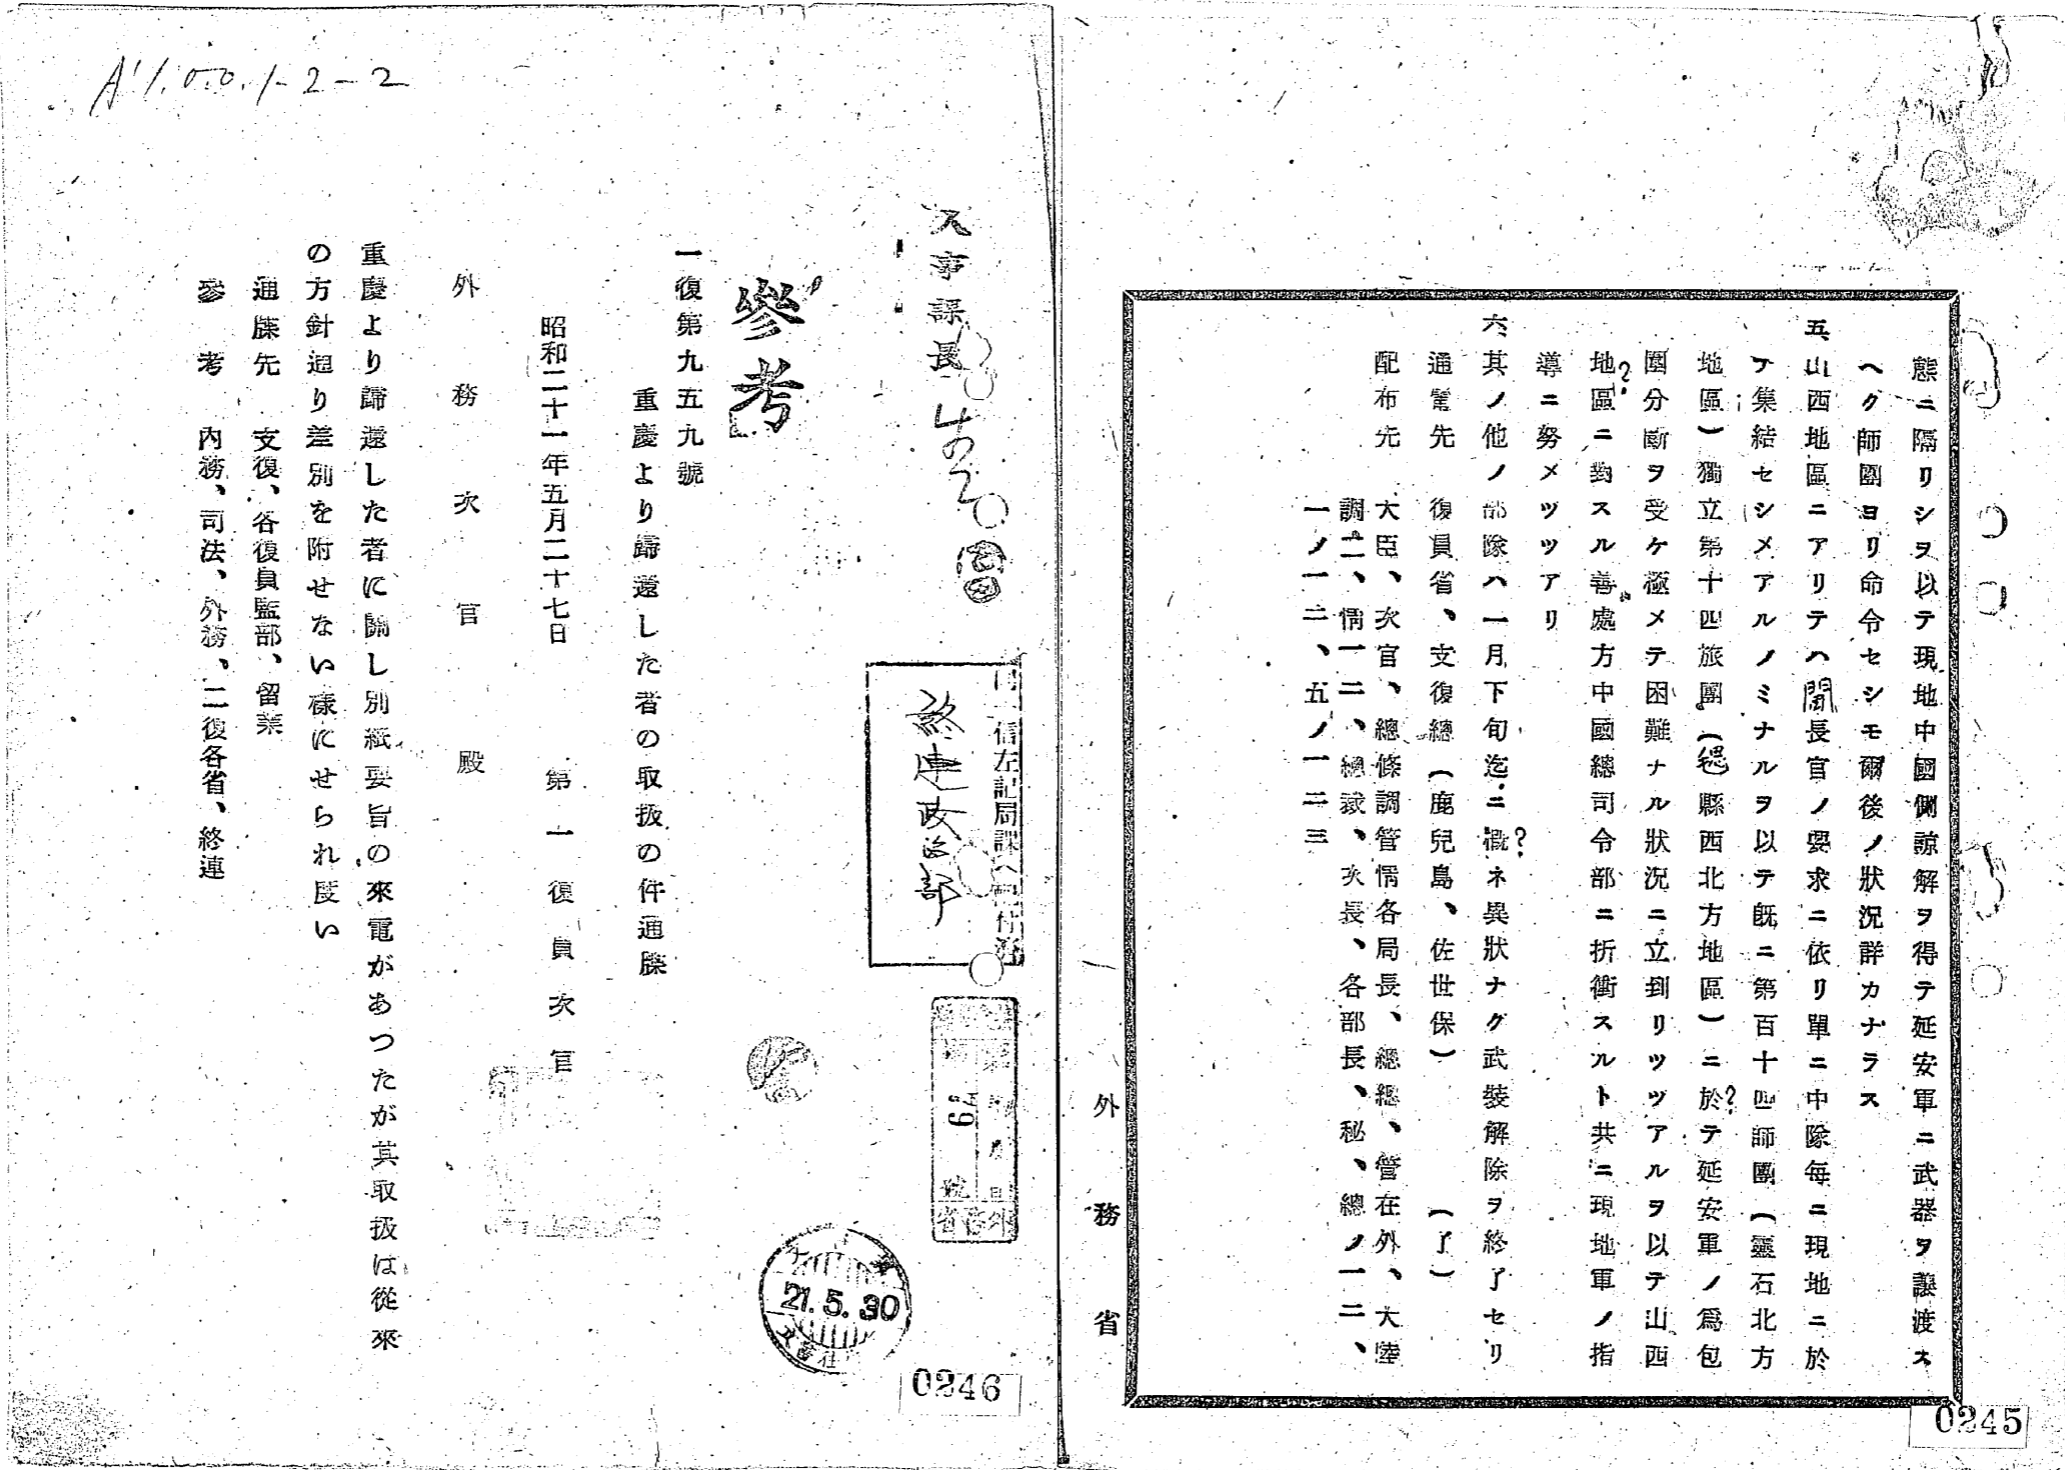 態ニ隔リシヲ以テ現地中國側諒解ヲ得テ延安軍ニ武器ヲ讓渡ス
ヘク師團ヨリ命令セシモ爾後ノ狀況詳カナラス
五、山西地區ニアリテハ閻長官ノ要求ニ依リ單ニ中隊每ニ現地ニ於
テ集結セシメアルノミナルヲ以テ既ニ第百十四師團(靈石北方
地區)獨立第十四旅團(縣西北方地區)ニ於テ延安軍ノ爲包
圍分斷ヲ受ケ極メテ困難ナル狀況ニ立到リツツアルヲ以テ山西
地區ニ對スル善處方中國總司令部ニ折衝スルト共ニ現地軍ノ指
導ニ努メツツアリ
六、其ノ他ノ部隊ハ一月下旬迄ニ概ネ異狀ナク武裝解除ヲ終了セリ
通電先 復員省、支復總(鹿兒島、佐世保) (了)
配布先 大臣、次官、總條調管情各局長、總總、管在外、大陸
調二、情一二、總裁、次長、各部長、秘、總ノ一二、
一ノ一二、五ノ一二三
外務省
0245
A'1.0.0.1-2-2
人事課長
終連政治部
參考
一復第九五九號
重慶より歸還した者の取扱の件通牒
昭和二十一年五月二十七日 第一復員次官
外務次官殿
重慶より歸還した者に關し別紙要旨の來電があつたが其取扱は從來
の方針通り差別を附せない樣にせられ度い
通牒先 支復、各復員監部、留業
參考 內務、司法、外務、二復各省、終連
21.5.30
文書
0246